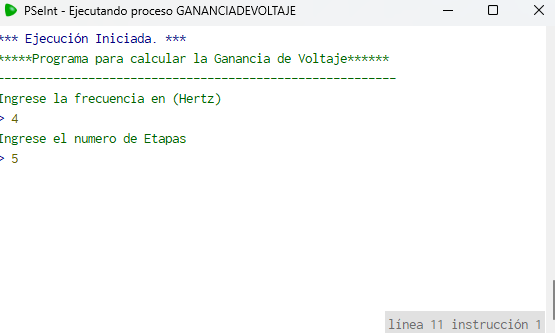 PSeInt - Ejecutando proceso GANANCIADEVOLTAJE
*** Ejecución Iniciada. ***
*****Programa para calcular la Ganancia de Voltaje******
------------------------------------------------------------
Ingrese la frecuencia en (Hertz)
> 4
Ingrese el numero de Etapas
> 5
línea 11 instrucción 1